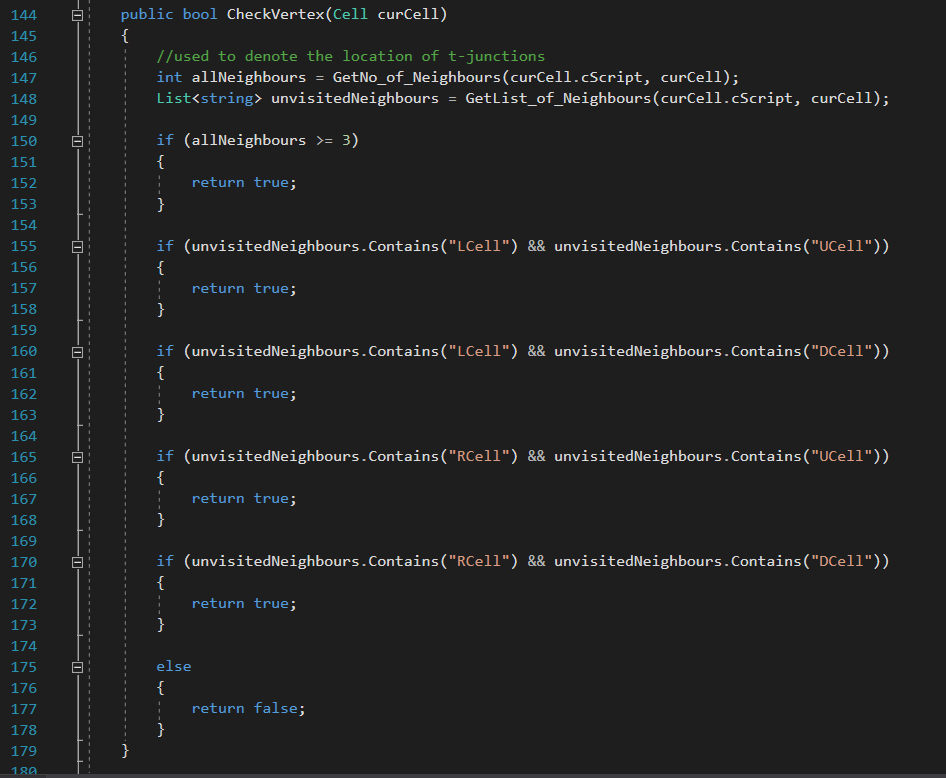 144 public bool CheckVertex(Cell curCell)
145 {
146 //used to denote the location of t-junctions
147 int allNeighbours = GetNo_of_Neighbours(curCell.cScript, curCell);
148 List<string> unvisitedNeighbours = GetList_of_Neighbours(curCell.cScript, curCell);
149
150 if (allNeighbours >= 3)
151 {
152 return true;
153 }
154
155 if (unvisitedNeighbours.Contains("LCell") && unvisitedNeighbours.Contains("UCell"))
156 {
157 return true;
158 }
159
160 if (unvisitedNeighbours.Contains("LCell") && unvisitedNeighbours.Contains("DCell"))
161 {
162 return true;
163 }
164
165 if (unvisitedNeighbours.Contains("RCell") && unvisitedNeighbours.Contains("UCell"))
166 {
167 return true;
168 }
169
170 if (unvisitedNeighbours.Contains("RCell") && unvisitedNeighbours.Contains("DCell"))
171 {
172 return true;
173 }
174
175 else
176 {
177 return false;
178 }
179 }
180